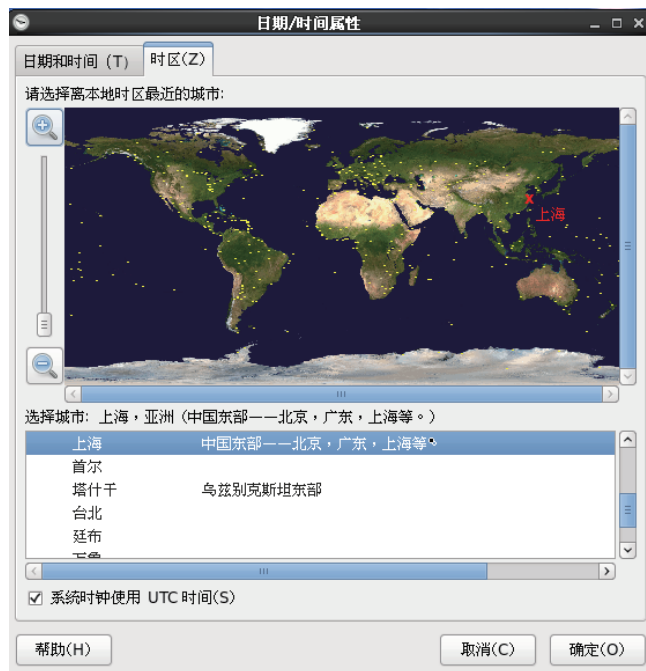 日期/时间属性
日期和时间 (T) 时区(Z)
请选择离本地时区最近的城市:
上海
选择城市: 上海，亚洲 (中国东部——北京，广东，上海等。)
上海 中国东部——北京，广东，上海等。
首尔
塔什干 乌兹别克斯坦东部
台北
廷布
系统时钟使用 UTC 时间(S)
帮助(H) 取消(C) 确定(O)